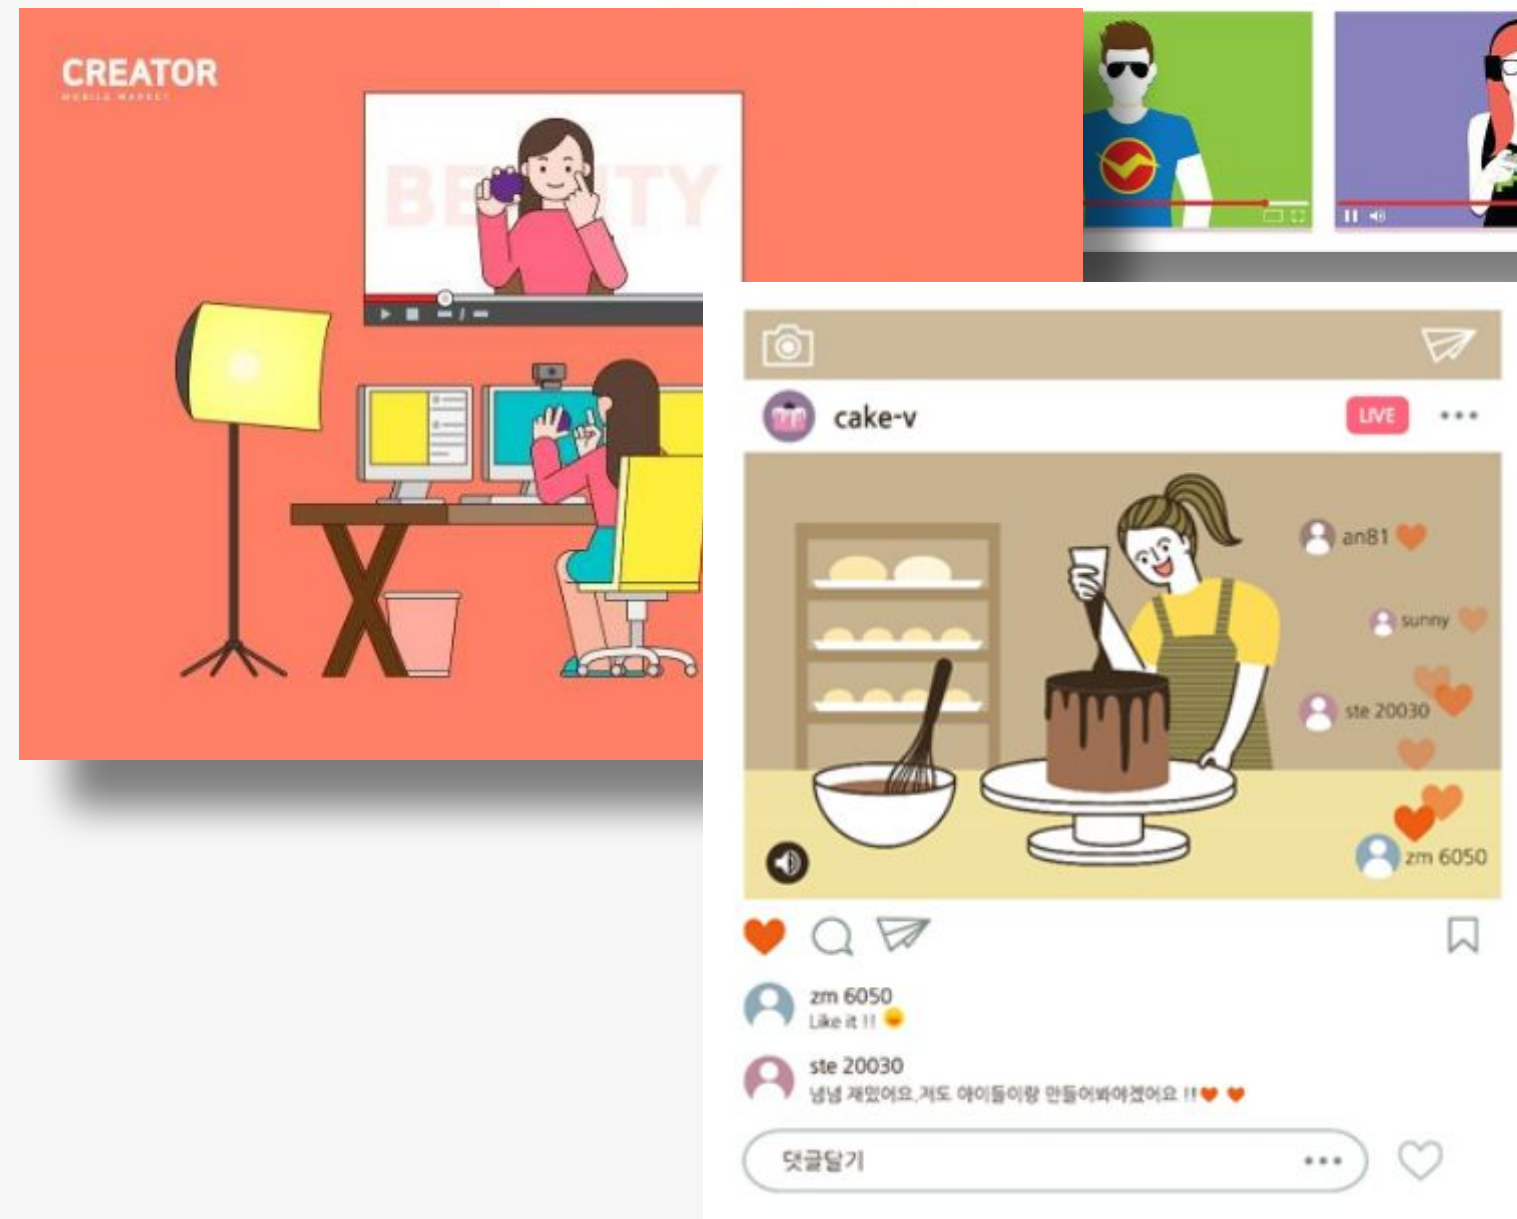 CREATOR
MOBILE MARKET
BEAUTY
cake-v
LIVE
an81
sunny
ste 20030
zm 6050
zm 6050
Like it !!
ste 20030
넘넘 재밌어요.저도 아이들이랑 만들어봐야겠어요 !!
댓글달기